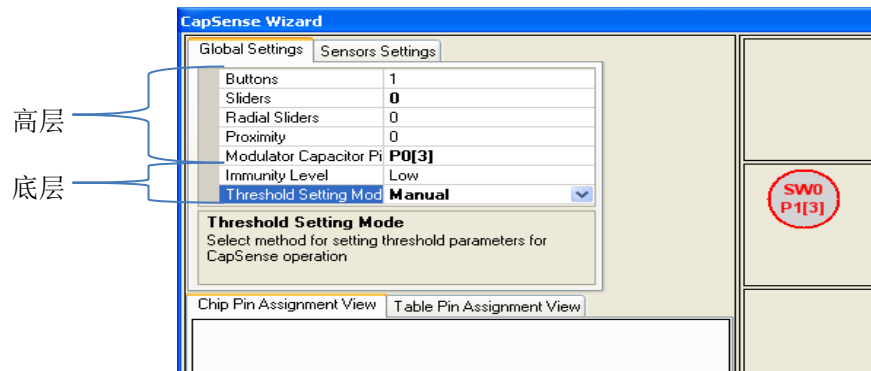 CapSense Wizard
Global Settings Sensors Settings
Buttons 1
Sliders 0
Radial Sliders 0
Proximity 0
Modulator Capacitor Pi P0[3]
Immunity Level Low
Threshold Setting Mod Manual
高层
底层
Threshold Setting Mode
Select method for setting threshold parameters for
CapSense operation
Chip Pin Assignment View Table Pin Assignment View
SW0
P1[3]